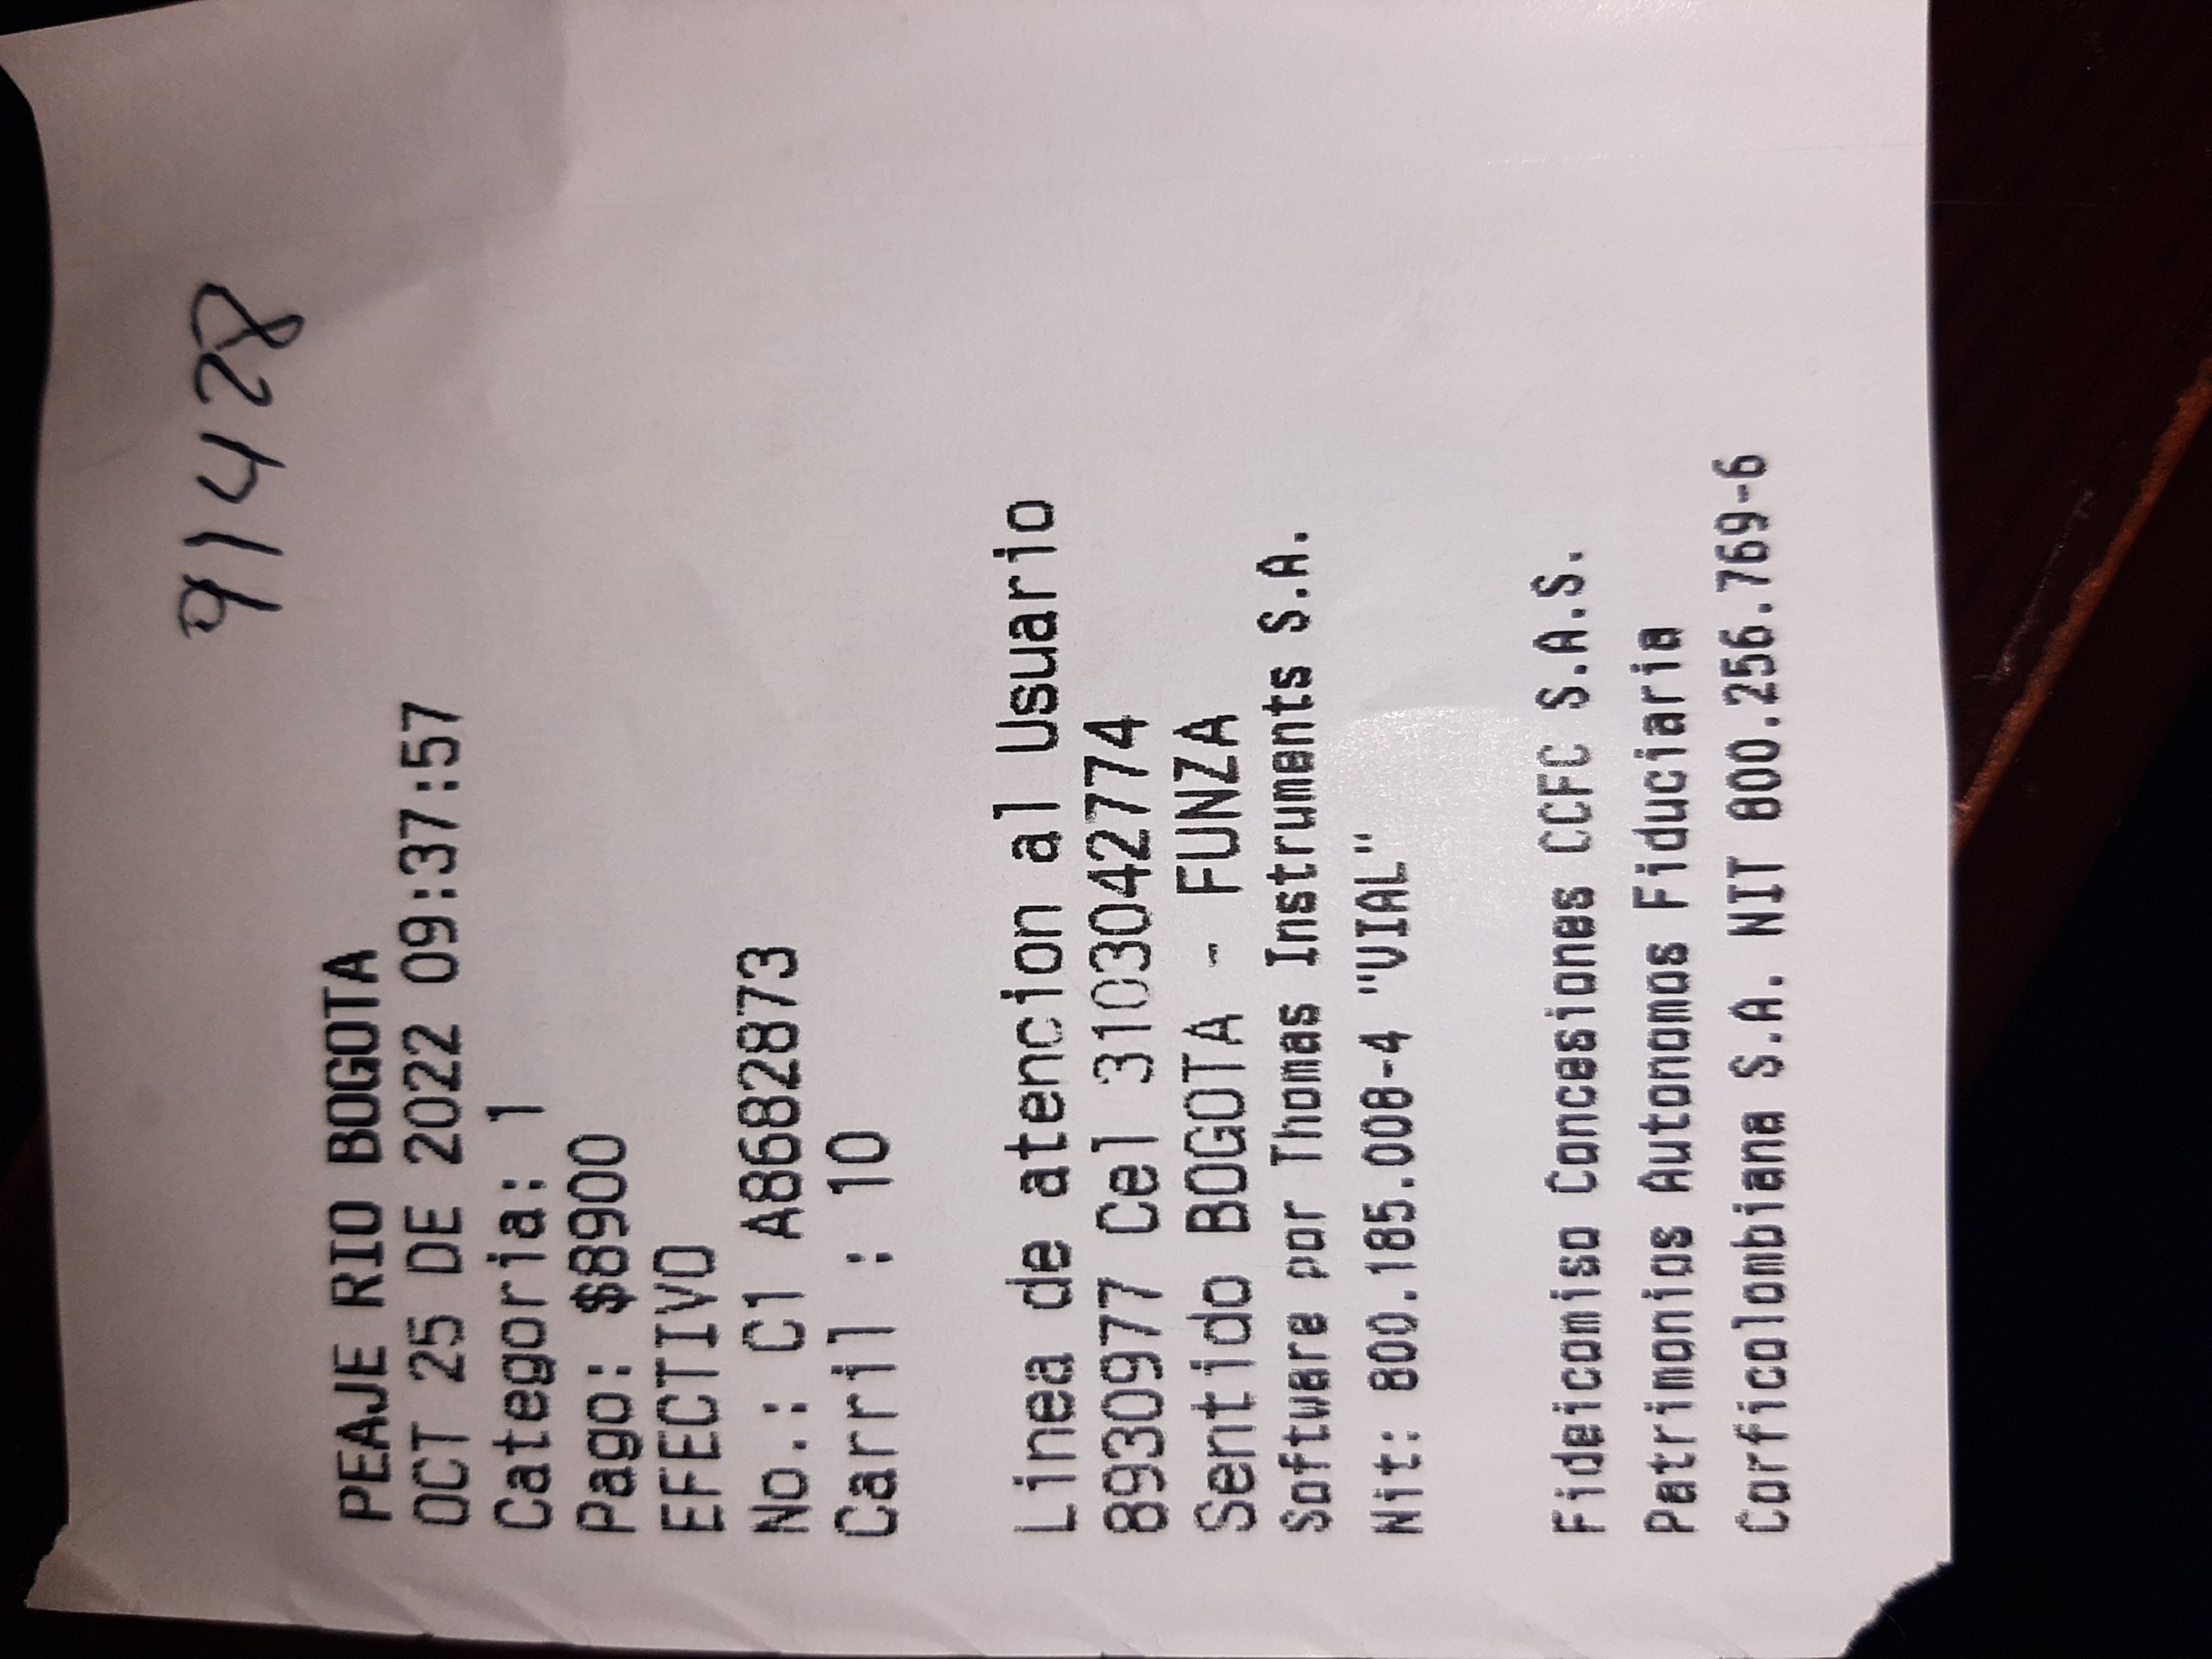 91428
PEAJE RIO BOGOTA
OCT 25 DE 2022 09:37:57
Categoria: 1
Pago: $8900
EFECTIVO
No.: C1 A8682873
Carril : 10
Linea de atencion al Usuario
8930977 Cel 3103042774
Sentido BOGOTA - FUNZA
Software por Thomas Instruments S.A.
Nit: 800.185.008-4 "VIAL"
Fideicomiso Concesiones CCFC S.A.S.
Patrimonios Autonomos Fiduciaria
Corficolombiana S.A. NIT 800.256.769-6